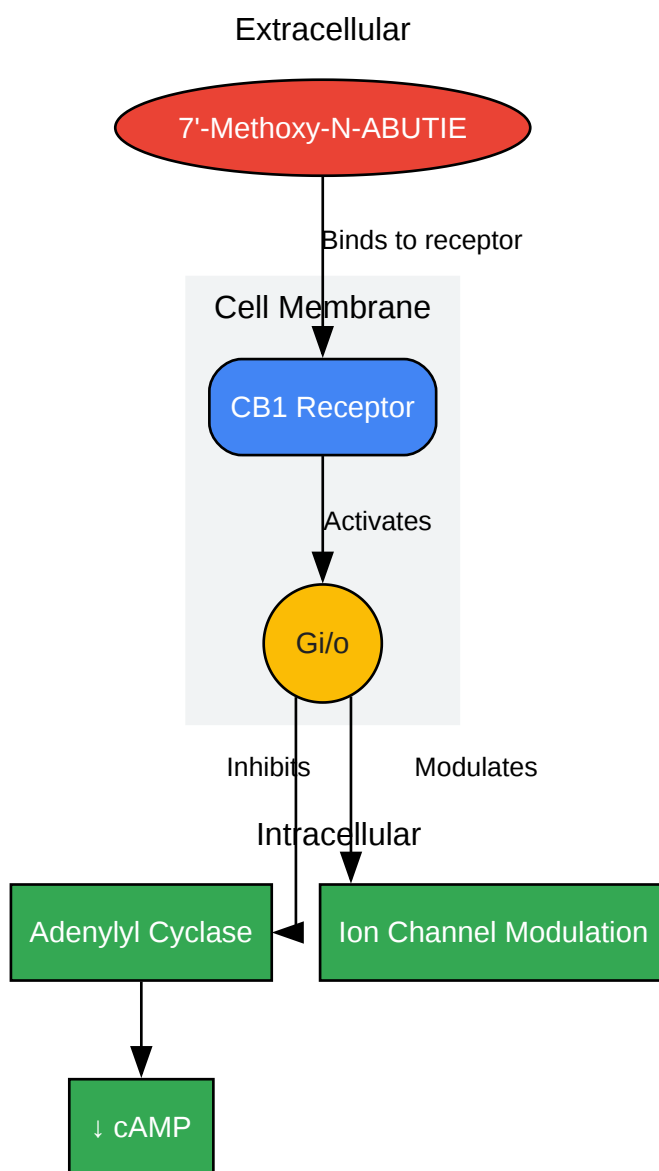 Extracellular
7'-Methoxy-N-ABUTIE
Binds to receptor
Cell Membrane
CB1 Receptor
Activates
Gi/o
Inhibits
Modulates
Intracellular
Adenylyl Cyclase
Ion Channel Modulation
↓ cAMP